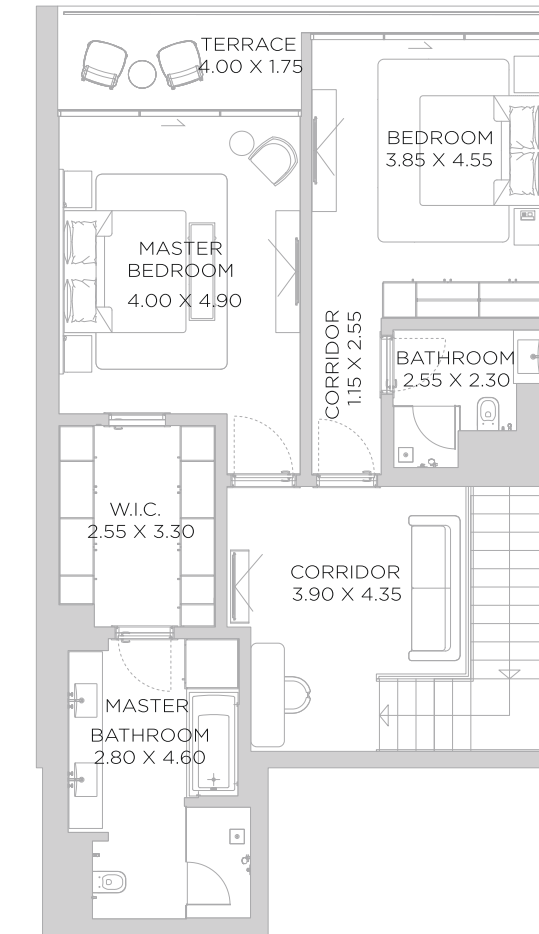 TERRACE
4.00 X 1.75
BEDROOM
3.85 X 4.55
MASTER
BEDROOM
4.00 X 4.90
CORRIDOR
1.15 X 2.55
BATHROOM
2.55 X 2.30
W.I.C.
2.55 X 3.30
CORRIDOR
3.90 X 4.35
MASTER
BATHROOM
2.80 X 4.60